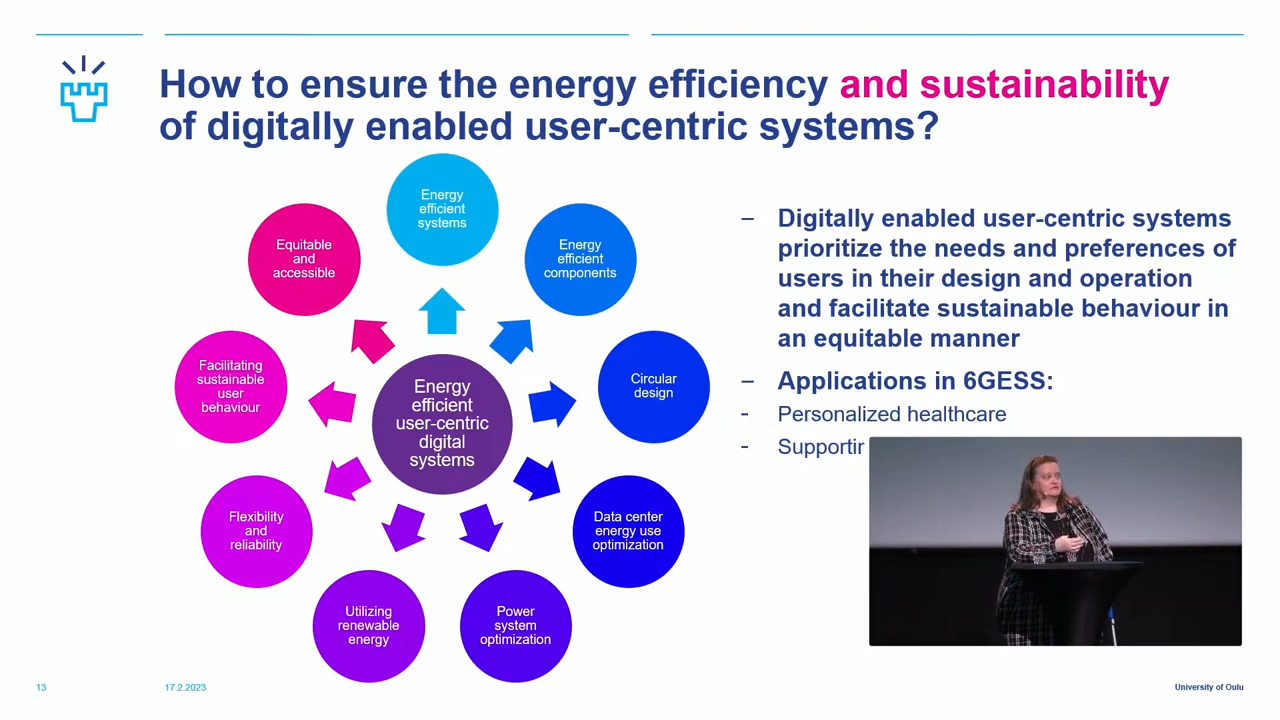 How to ensure the energy efficiency and sustainability
of digitally enabled user-centric systems?
Energy
efficient
systems
Energy
efficient
components
Circular
design
Data center
energy use
optimization
Power
system
optimization
Utilizing
renewable
energy
Flexibility
and
reliability
Facilitating
sustainable
user
behaviour
Equitable
and
accessible
Energy
efficient
user-centric
digital
systems
– Digitally enabled user-centric systems
prioritize the needs and preferences of
users in their design and operation
and facilitate sustainable behaviour in
an equitable manner
– Applications in 6GESS:
- Personalized healthcare
-
13
17.2.2023
University of Oulu